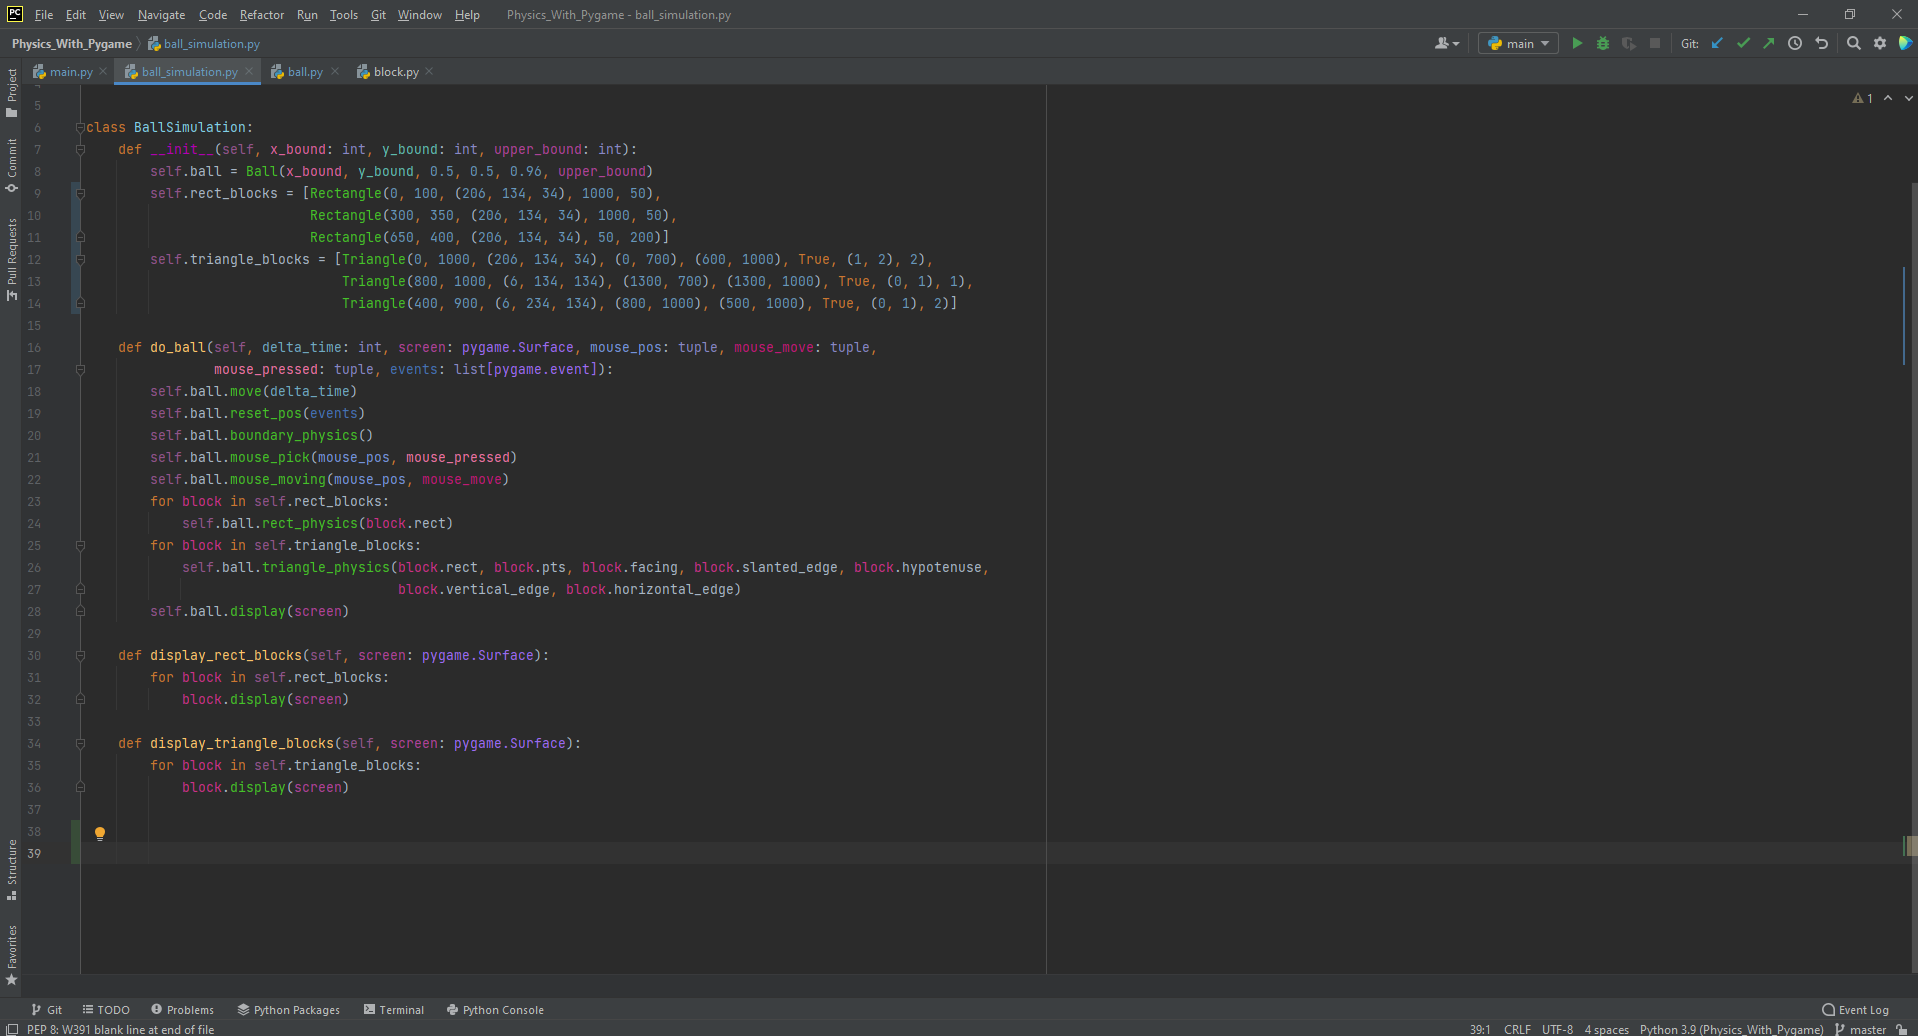 PC File Edit View Navigate Code Refactor Run Tools Git Window Help Physics_With_Pygame - ball_simulation.py
Physics_With_Pygame ball_simulation.py main Git:
main.py ball_simulation.py ball.py block.py
Project
Commit
Pull Requests
Structure
Favorites
1
4
5
6 class BallSimulation:
7 def __init__(self, x_bound: int, y_bound: int, upper_bound: int):
8 self.ball = Ball(x_bound, y_bound, 0.5, 0.5, 0.96, upper_bound)
9 self.rect_blocks = [Rectangle(0, 100, (206, 134, 34), 1000, 50),
10 Rectangle(300, 350, (206, 134, 34), 1000, 50),
11 Rectangle(650, 400, (206, 134, 34), 50, 200)]
12 self.triangle_blocks = [Triangle(0, 1000, (206, 134, 34), (0, 700), (600, 1000), True, (1, 2), 2),
13 Triangle(800, 1000, (6, 134, 134), (1300, 700), (1300, 1000), True, (0, 1), 1),
14 Triangle(400, 900, (6, 234, 134), (800, 1000), (500, 1000), True, (0, 1), 2)]
15
16 def do_ball(self, delta_time: int, screen: pygame.Surface, mouse_pos: tuple, mouse_move: tuple,
17 mouse_pressed: tuple, events: list[pygame.event]):
18 self.ball.move(delta_time)
19 self.ball.reset_pos(events)
20 self.ball.boundary_physics()
21 self.ball.mouse_pick(mouse_pos, mouse_pressed)
22 self.ball.mouse_moving(mouse_pos, mouse_move)
23 for block in self.rect_blocks:
24 self.ball.rect_physics(block.rect)
25 for block in self.triangle_blocks:
26 self.ball.triangle_physics(block.rect, block.pts, block.facing, block.slanted_edge, block.hypotenuse,
27 block.vertical_edge, block.horizontal_edge)
28 self.ball.display(screen)
29
30 def display_rect_blocks(self, screen: pygame.Surface):
31 for block in self.rect_blocks:
32 block.display(screen)
33
34 def display_triangle_blocks(self, screen: pygame.Surface):
35 for block in self.triangle_blocks:
36 block.display(screen)
37
38
39
Git TODO Problems Python Packages Terminal Python Console Event Log
PEP 8: W391 blank line at end of file 39:1 CRLF UTF-8 4 spaces Python 3.9 (Physics_With_Pygame) master